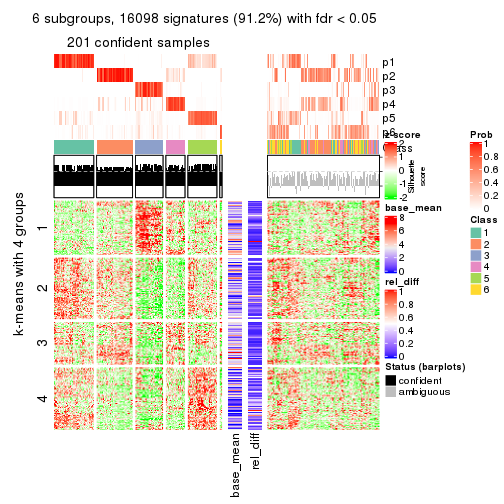 6 subgroups, 16098 signatures (91.2%) with fdr < 0.05
201 confident samples
p1
p2
p3
p4
p5
p6
Class
Silhouette
score
k-means with 4 groups
1
2
3
4
base_mean
rel_diff
z-score
2
1
0
-1
-2
base_mean
8
6
4
2
0
rel_diff
1
0.8
0.6
0.4
0.2
0
Status (barplots)
confident
ambiguous
Prob
1
0.8
0.6
0.4
0.2
0
Class
1
2
3
4
5
6